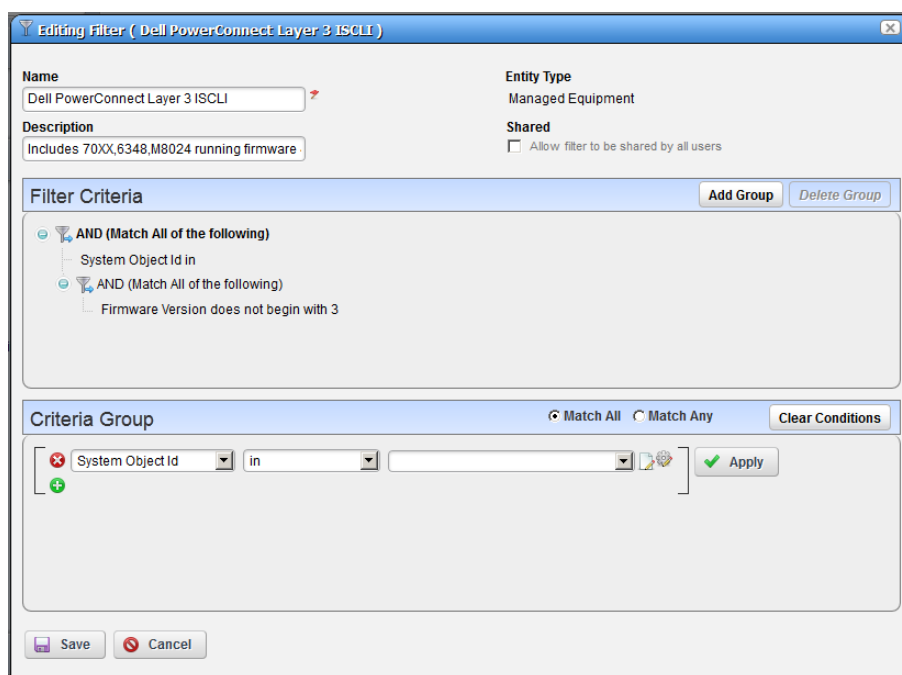 Editing Filter ( Dell PowerConnect Layer 3 ISCLI )
Name
Entity Type
Dell PowerConnect Layer 3 ISCLI
Managed Equipment
Description
Shared
Includes 70XX,6348,M8024 running firmware
Allow filter to be shared by all users
Filter Criteria
Add Group
Delete Group
AND (Match All of the following)
System Object Id in
AND (Match All of the following)
Firmware Version does not begin with 3
Criteria Group
Match All
Match Any
Clear Conditions
System Object Id
in
Apply
Save
Cancel